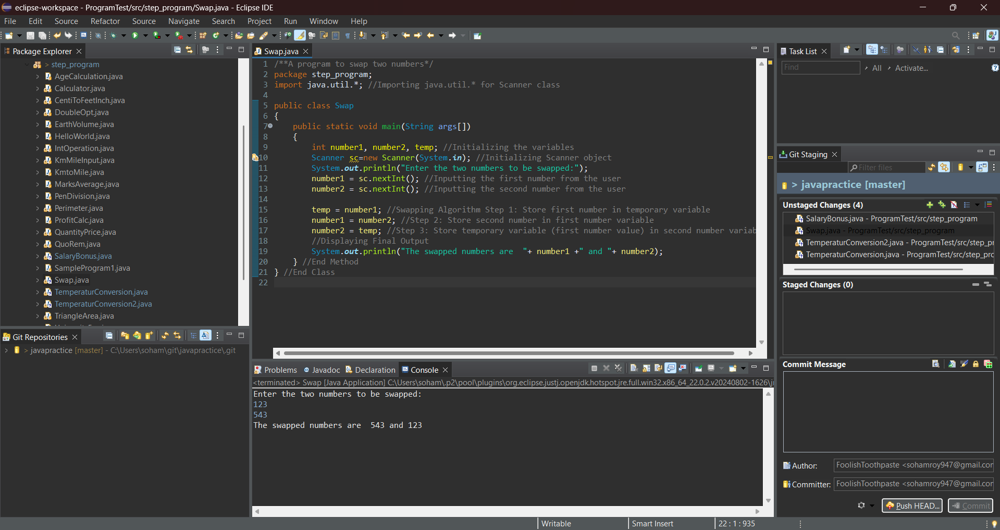 eclipse-workspace - ProgramTest/src/step_program/Swap.java - Eclipse IDE
File Edit Source Refactor Source Navigate Search Project Run Window Help
Package Explorer
> step_program
AgeCalculation.java
Calculator.java
CentiToFeetInch.java
DoubleOpt.java
EarthVolume.java
HelloWorld.java
IntOperation.java
KmMileInput.java
KmtoMile.java
MarksAverage.java
PenDivision.java
Perimeter.java
ProfitCalc.java
QuantityPrice.java
QuoRem.java
SalaryBonus.java
SampleProgram1.java
Swap.java
TemperaturConversion.java
TemperaturConversion2.java
TriangleArea.java
Git Repositories
> javapractice [master] - C:\Users\soham\git\javapractice\.git
Swap.java
1 /**A program to swap two numbers*/
2 package step_program;
3 import java.util.*; //Importing java.util.* for Scanner class
4
5 public class Swap
6 {
7 public static void main(String args[])
8 {
9 int number1, number2, temp; //Initializing the variables
10 Scanner sc=new Scanner(System.in); //Initializing Scanner object
11 System.out.println("Enter the two numbers to be swapped:");
12 number1 = sc.nextInt(); //Inputting the first number from the user
13 number2 = sc.nextInt(); //Inputting the second number from the user
14
15 temp = number1; //Swapping Algorithm Step 1: Store first number in temporary variable
16 number1 = number2; //Step 2: Store second number in first number variable
17 number2 = temp; //Step 3: Store temporary variable (first number value) in second number variab
18 //Displaying Final Output
19 System.out.println("The swapped numbers are  "+ number1 +" and "+ number2);
20 } //End Method
21 } //End Class
22
Problems Javadoc Declaration Console
<terminated> Swap [Java Application] C:\Users\soham\.p2\pool\plugins\org.eclipse.justj.openjdk.hotspot.jre.full.win32.x86_64_22.0.2.v20240802-1626\j
Enter the two numbers to be swapped:
123
543
The swapped numbers are  543 and 123
Task List
Find All Activate...
Git Staging
Filter files
> javapractice [master]
Unstaged Changes (4)
SalaryBonus.java - ProgramTest/src/step_program
Swap.java - ProgramTest/src/step_program
TemperaturConversion2.java - ProgramTest/src/step_pr
TemperaturConversion.java - ProgramTest/src/step_prc
Staged Changes (0)
Commit Message
Author: FoolishToothpaste <sohamroy947@gmail.cor
Committer: FoolishToothpaste <sohamroy947@gmail.cor
Push HEAD... Commit
Writable Smart Insert 22 : 1 : 935